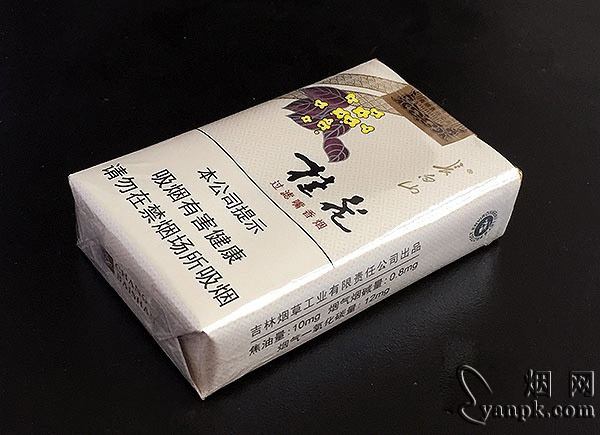 长白山
桂花
过滤嘴香烟
本公司提示
吸烟有害健康
请勿在禁烟场所吸烟
吉林烟草工业有限责任公司出品
焦油量:10mg 烟气烟碱量:0.8mg
烟气一氧化碳量:12mg
CHANG
BAISHAN
烟网
yanpk.com